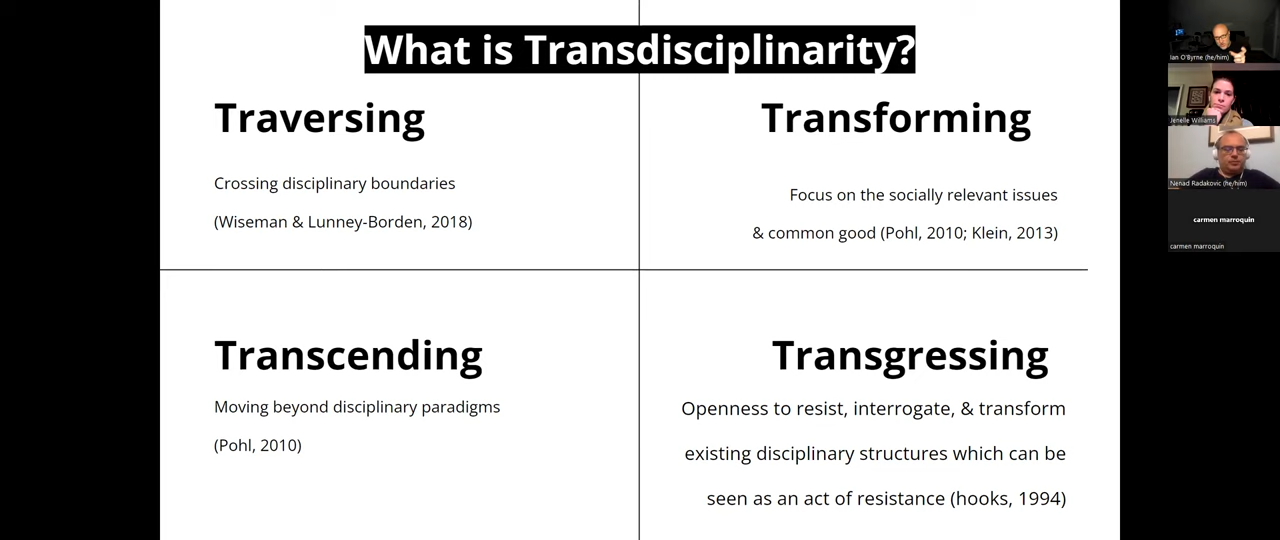 What is Transdisciplinarity?
Traversing
Crossing disciplinary boundaries
(Wiseman & Lunney-Borden, 2018)
Transforming
Focus on the socially relevant issues
& common good (Pohl, 2010; Klein, 2013)
Transcending
Moving beyond disciplinary paradigms
(Pohl, 2010)
Transgressing
Openness to resist, interrogate, & transform
existing disciplinary structures which can be
seen as an act of resistance (hooks, 1994)
Ian O'Byrne (he/him)
Jenelle Williams
Nenad Radakovic (he/him)
carmen marroquin
carmen marroquin